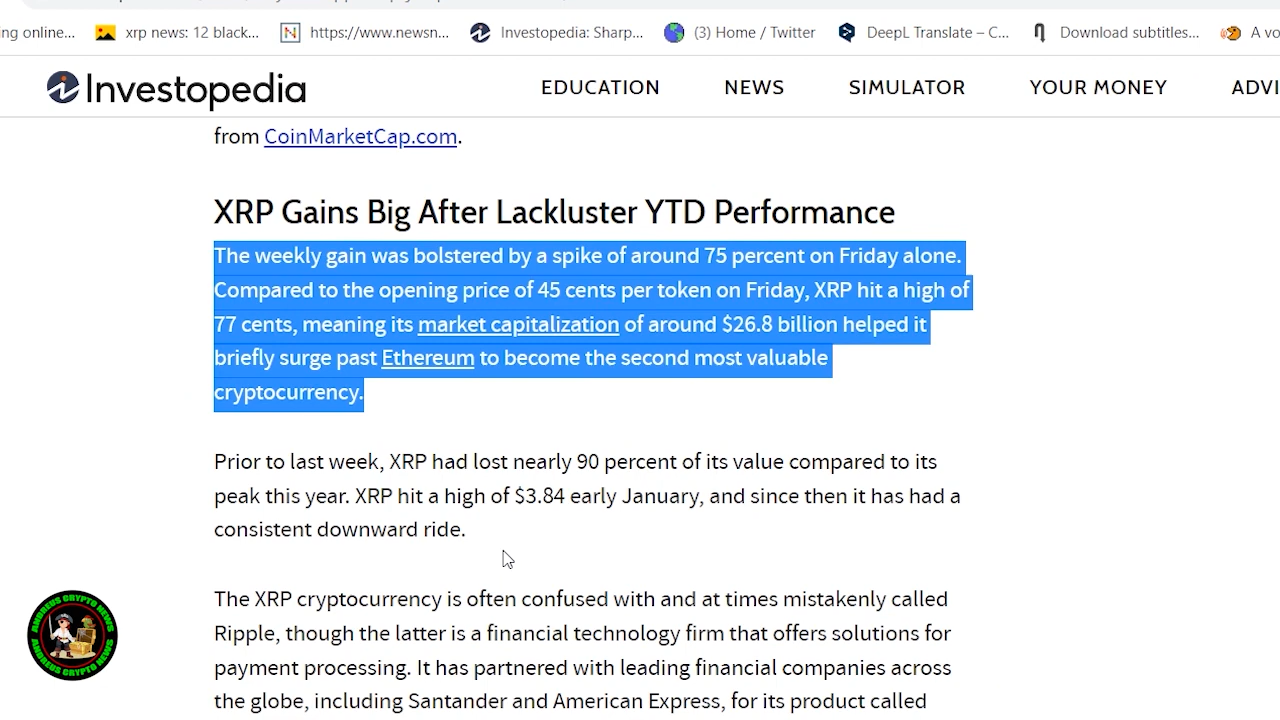 ng online...
xrp news: 12 black...
https://www.newsn...
Investopedia: Sharp...
(3) Home / Twitter
DeepL Translate – C...
Download subtitles...
A vo
Investopedia
EDUCATION
NEWS
SIMULATOR
YOUR MONEY
ADVI
from CoinMarketCap.com.
XRP Gains Big After Lackluster YTD Performance
The weekly gain was bolstered by a spike of around 75 percent on Friday alone.
Compared to the opening price of 45 cents per token on Friday, XRP hit a high of
77 cents, meaning its market capitalization of around $26.8 billion helped it
briefly surge past Ethereum to become the second most valuable
cryptocurrency.
Prior to last week, XRP had lost nearly 90 percent of its value compared to its
peak this year. XRP hit a high of $3.84 early January, and since then it has had a
consistent downward ride.
The XRP cryptocurrency is often confused with and at times mistakenly called
Ripple, though the latter is a financial technology firm that offers solutions for
payment processing. It has partnered with leading financial companies across
the globe, including Santander and American Express, for its product called
ANDREUS CRYPTO NEWS
ANDREUS CRYPTO NEWS